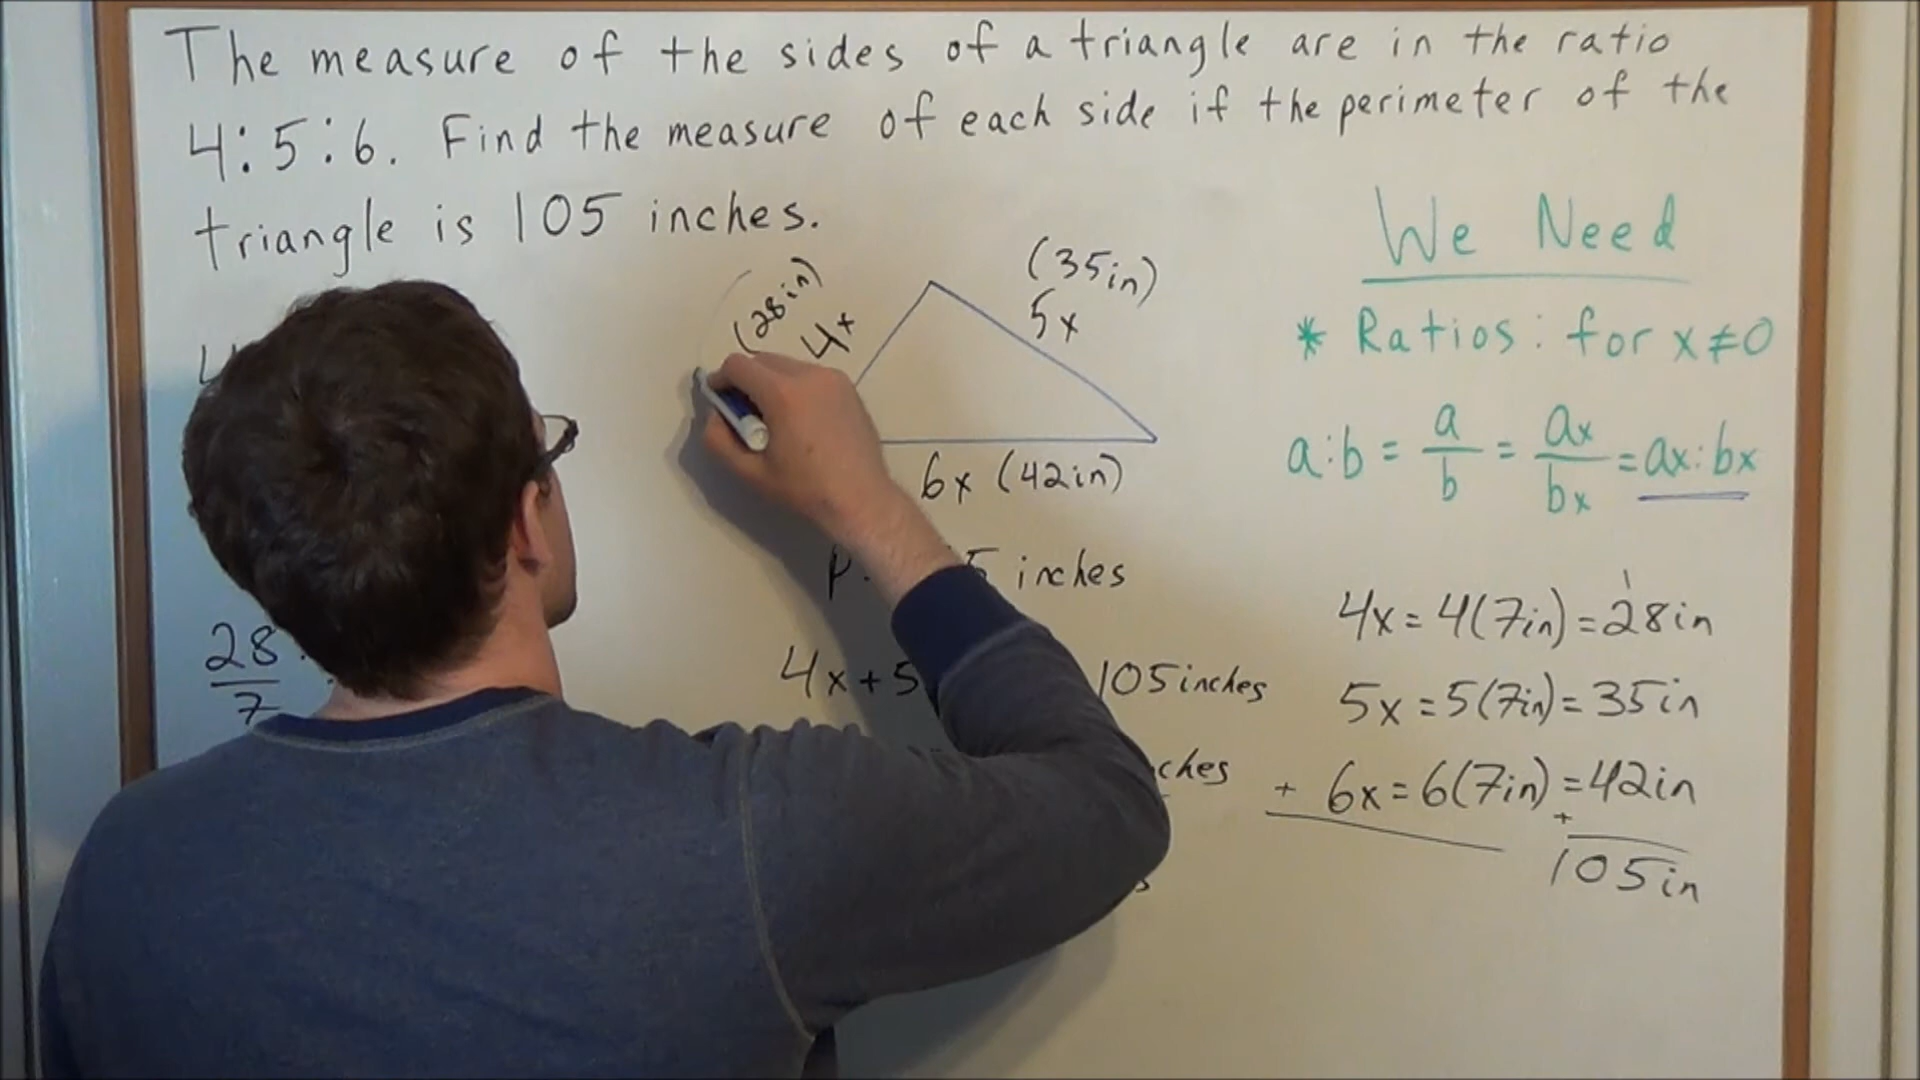 The measure of the sides of a triangle are in the ratio
4:5:6. Find the measure of each side if the perimeter of the
triangle is 105 inches.
We Need
* Ratios: for x≠0
a:b = a/b = ax/bx = ax:bx
(28in)
4x
(35in)
5x
6x (42in)
inches
28
7
4x+5
105inches
4x=4(7in)=28in
5x=5(7in)=35in
+ 6x=6(7in)=42in
+
105in